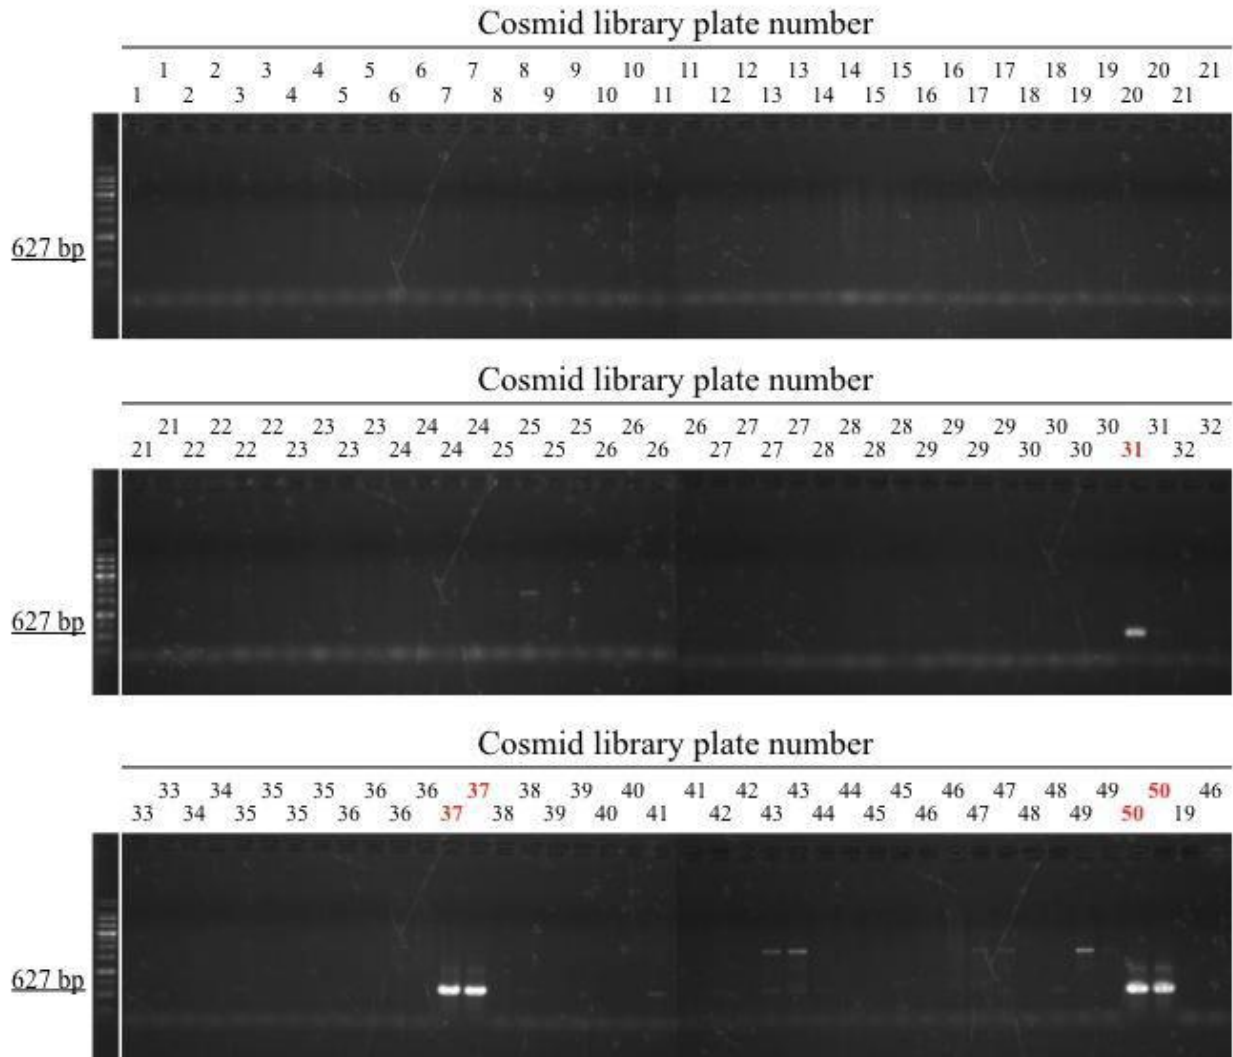 Cosmid library plate number
1 2 3 4 5 6 7 8 9 10 11 12 13 14 15 16 17 18 19 20 21
1 2 3 4 5 6 7 8 9 10 11 12 13 14 15 16 17 18 19 20 21
627 bp
Cosmid library plate number
21 22 22 23 23 24 24 25 25 26 26 27 27 28 28 29 29 30 30 31 32
21 22 22 23 23 24 24 25 25 26 26 27 27 28 28 29 29 30 30 31 32
627 bp
Cosmid library plate number
33 34 35 35 36 36 37 38 39 40 41 42 43 44 45 46 47 48 49 50 46
33 34 35 35 36 36 37 38 39 40 41 42 43 44 45 46 47 48 49 50 19
627 bp